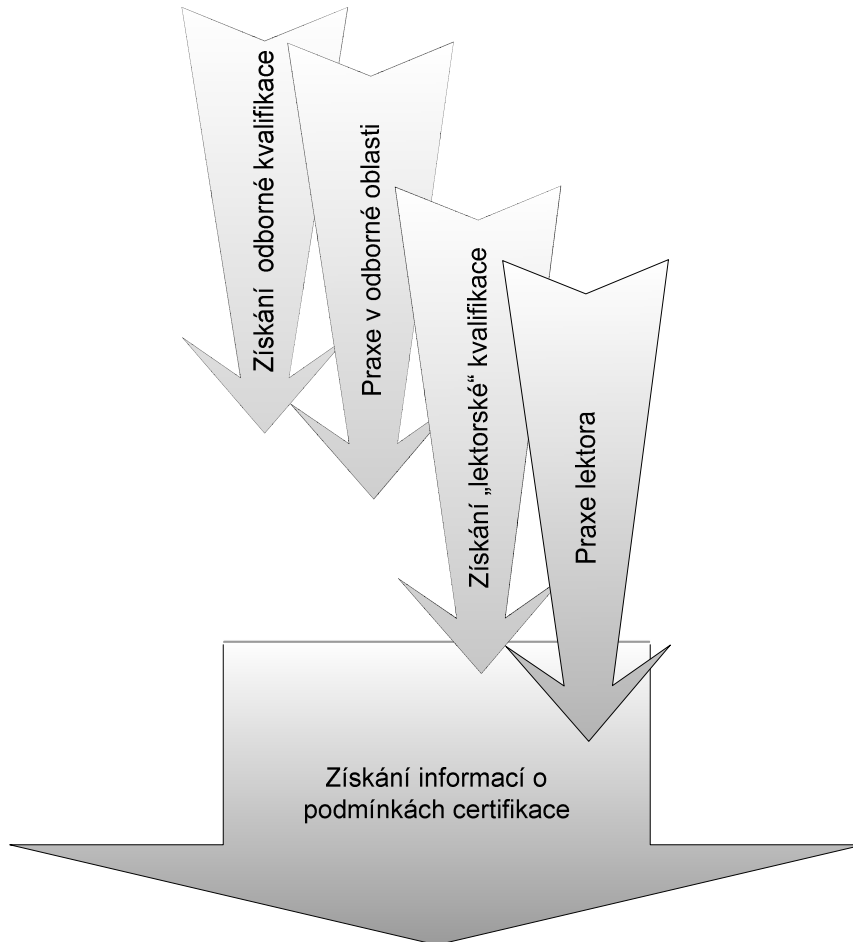 Získání odborné kvalifikace
Praxe v odborné oblasti
Získání „lektorské“ kvalifikace
Praxe lektora
Získání informací o
podmínkách certifikace